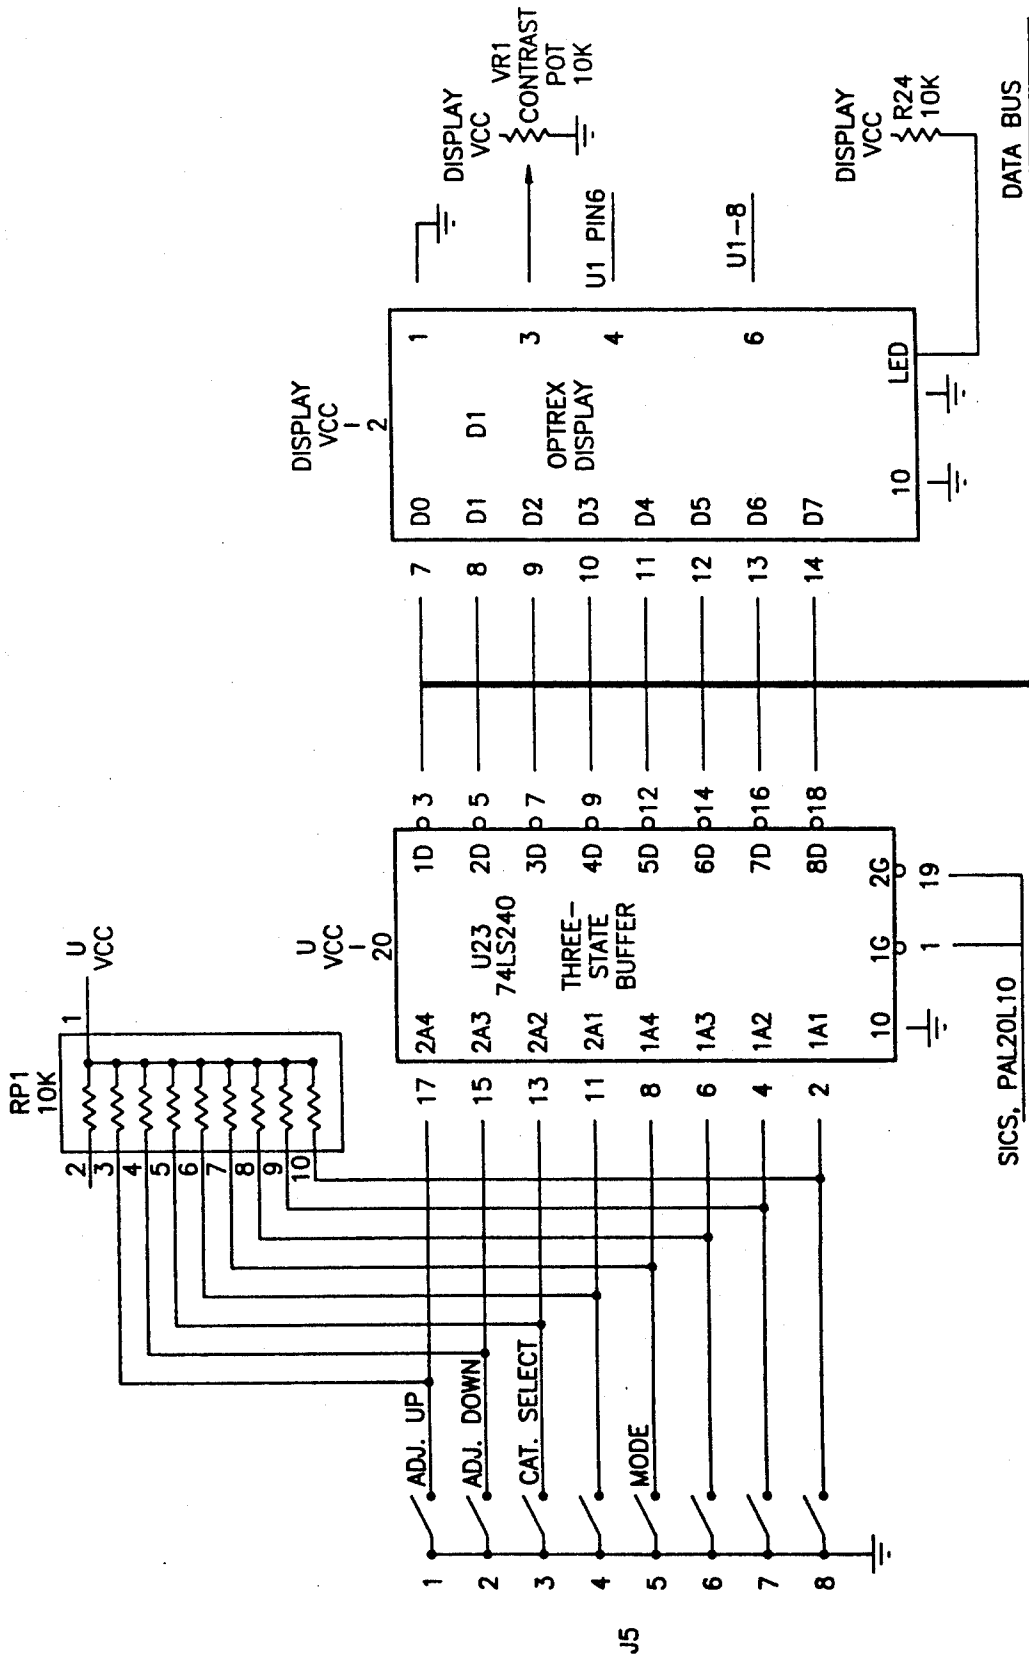 RP1
10K
1
U
VCC
2
3
4
5
6
7
8
9
10
J5
1
2
3
4
5
6
7
8
ADJ. UP
ADJ. DOWN
CAT. SELECT
MODE
U
VCC
20
17
15
13
11
8
6
4
2
2A4
2A3
2A2
2A1
1A4
1A3
1A2
1A1
U23
74LS240
THREE-
STATE
BUFFER
1D
2D
3D
4D
5D
6D
7D
8D
3
5
7
9
12
14
16
18
10
1G
2G
1
19
SICS, PAL20L10
DISPLAY
VCC
2
7
8
9
10
11
12
13
14
D0
D1
D2
D3
D4
D5
D6
D7
D1
OPTREX
DISPLAY
1
3
4
6
10
LED
DISPLAY
VCC
VR1
CONTRAST
POT
10K
U1 PIN6
U1-8
DISPLAY
VCC
R24
10K
DATA BUS